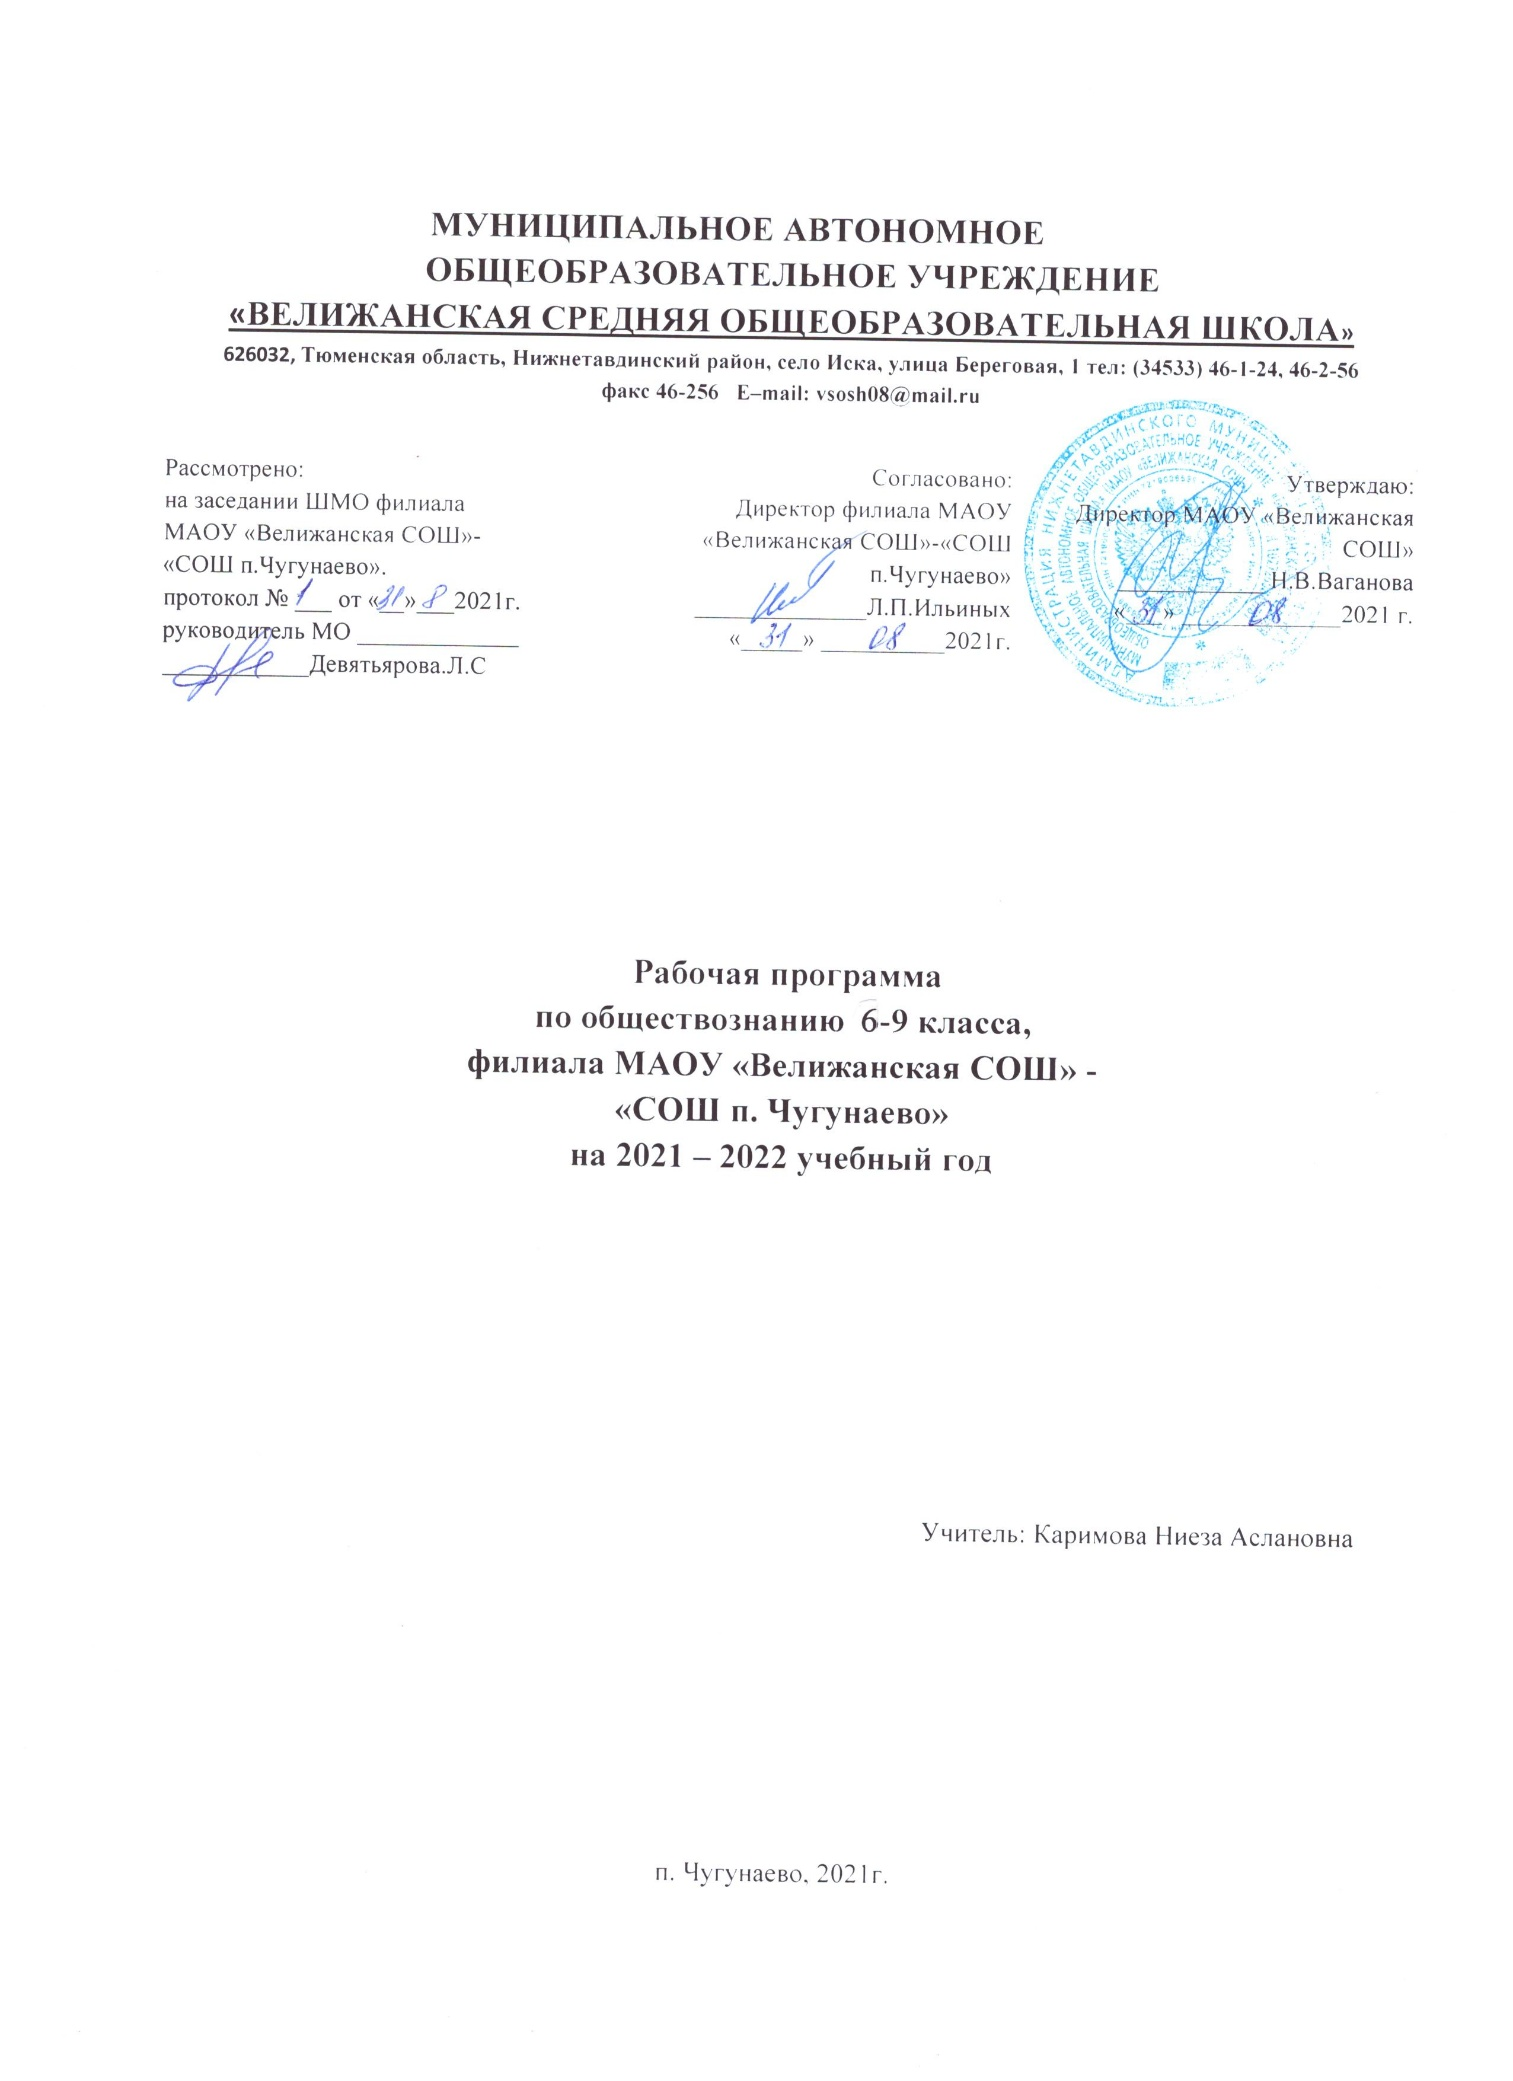 МУНИЦИПАЛЬНОЕ АВТОНОМНОЕ
ОБЩЕОБРАЗОВАТЕЛЬНОЕ УЧРЕЖДЕНИЕ
«ВЕЛИЖАНСКАЯ СРЕДНЯЯ ОБЩЕОБРАЗОВАТЕЛЬНАЯ ШКОЛА»
626032, Тюменская область, Нижнетавдинский район, село Иска, улица Береговая, 1 тел: (34533) 46-1-24, 46-2-56
факс 46-256 E–mail: vsosh08@mail.ru
Рассмотрено:
на заседании ШМО филиала
МАОУ «Велижанская СОШ»-
«СОШ п.Чугунаево».
протокол № 1 от «31» 8 2021г.
руководитель МО ____________
____________Девятьярова.Л.С
Согласовано:
Директор филиала МАОУ
«Велижанская СОШ»-«СОШ
п.Чугунаево»
______________Л.П.Ильиных
«31» 08 2021г.
Утверждаю:
Директор МАОУ «Велижанская
СОШ»
____________Н.В.Ваганова
«31» 08 2021 г.
Рабочая программа
по обществознанию 6-9 класса,
филиала МАОУ «Велижанская СОШ» -
«СОШ п. Чугунаево»
на 2021 – 2022 учебный год
Учитель: Каримова Ниеза Аслановна
п. Чугунаево, 2021г.